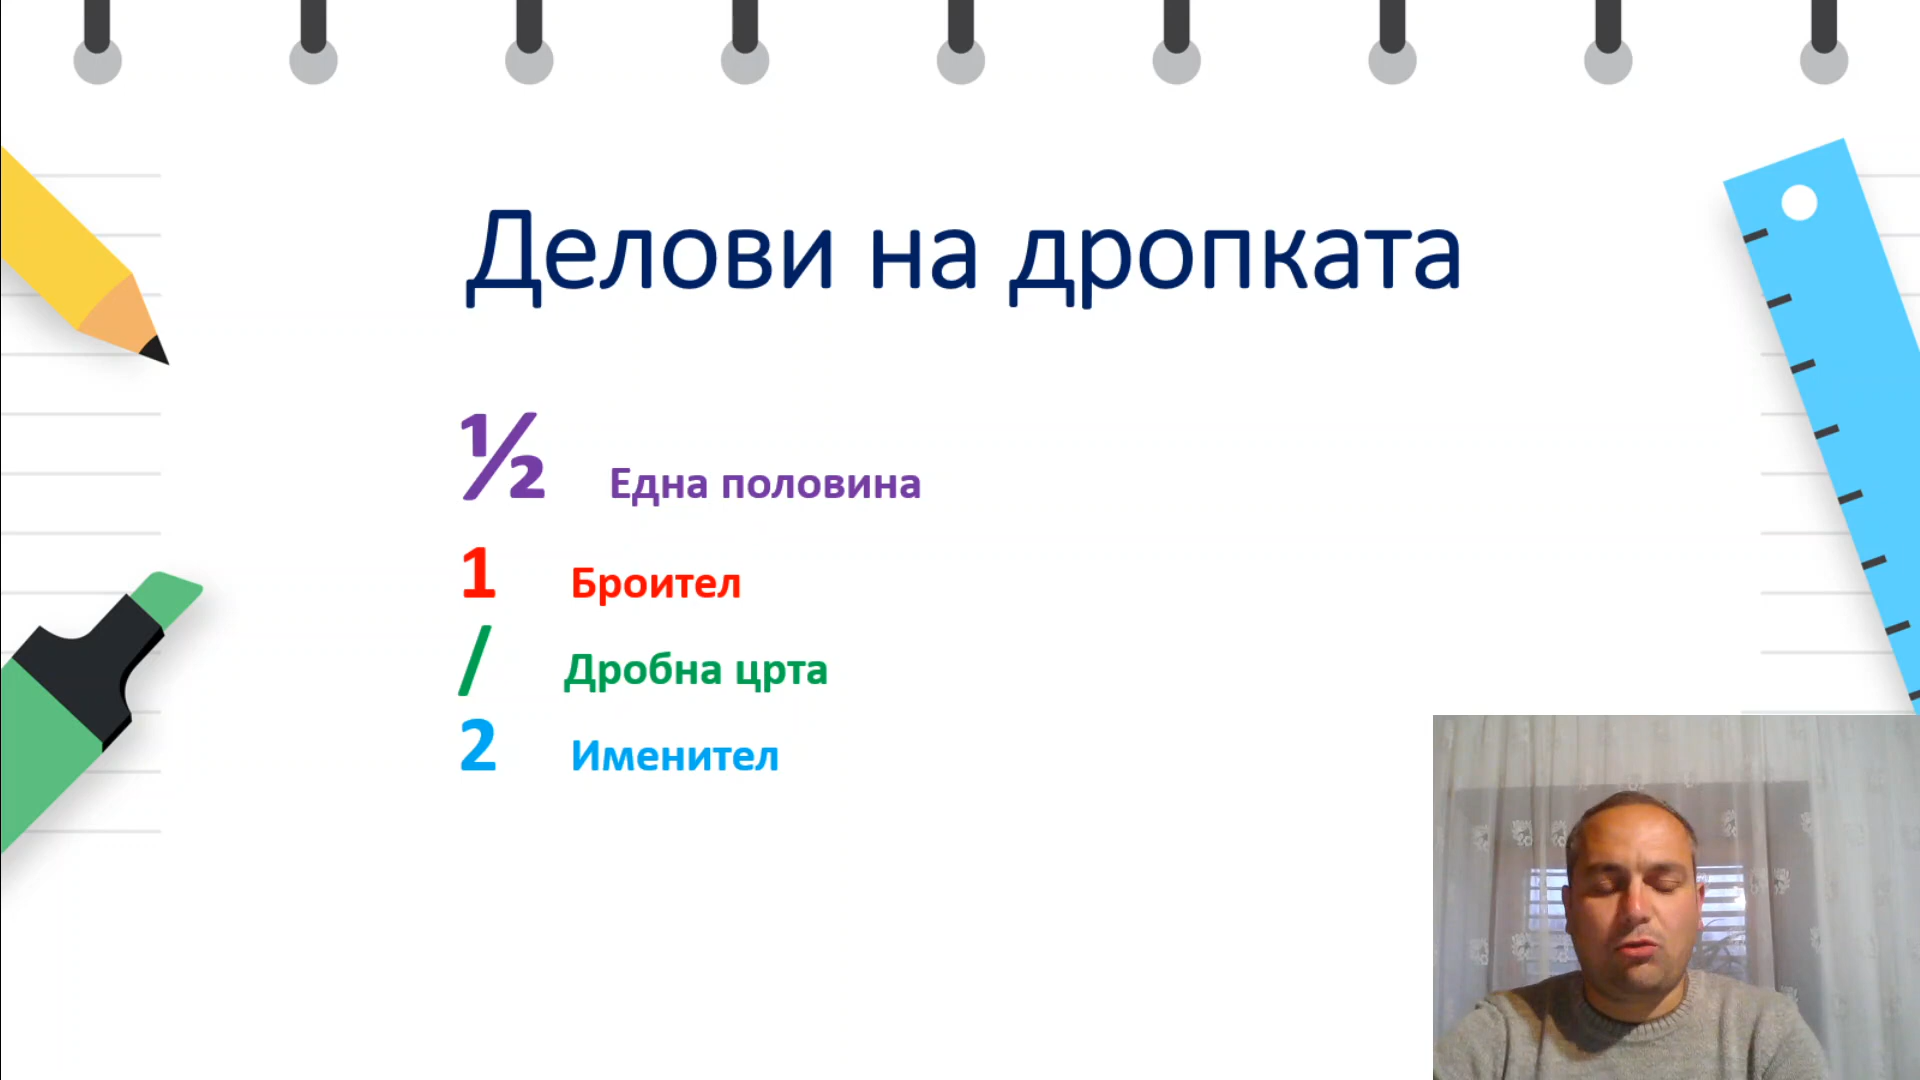 Делови на дропката
½ Една половина
1 Броител
/ Дробна црта
2 Именител